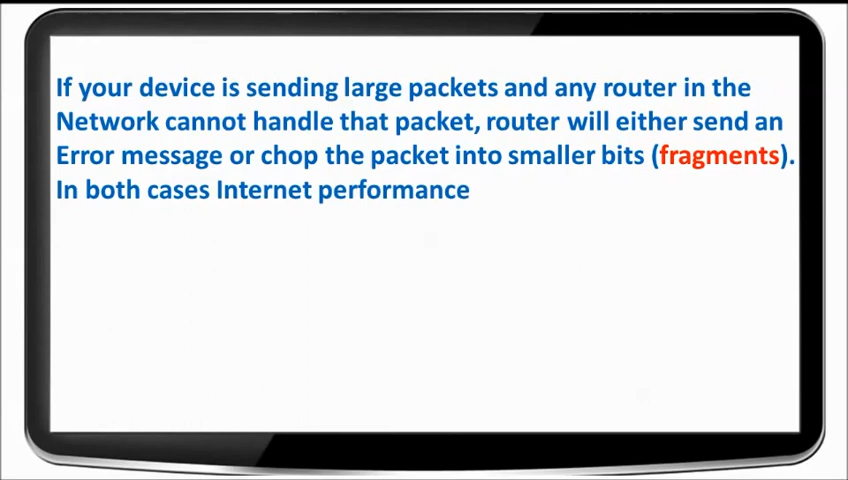 If your device is sending large packets and any router in the
Network cannot handle that packet, router will either send an
Error message or chop the packet into smaller bits (fragments).
In both cases Internet performance